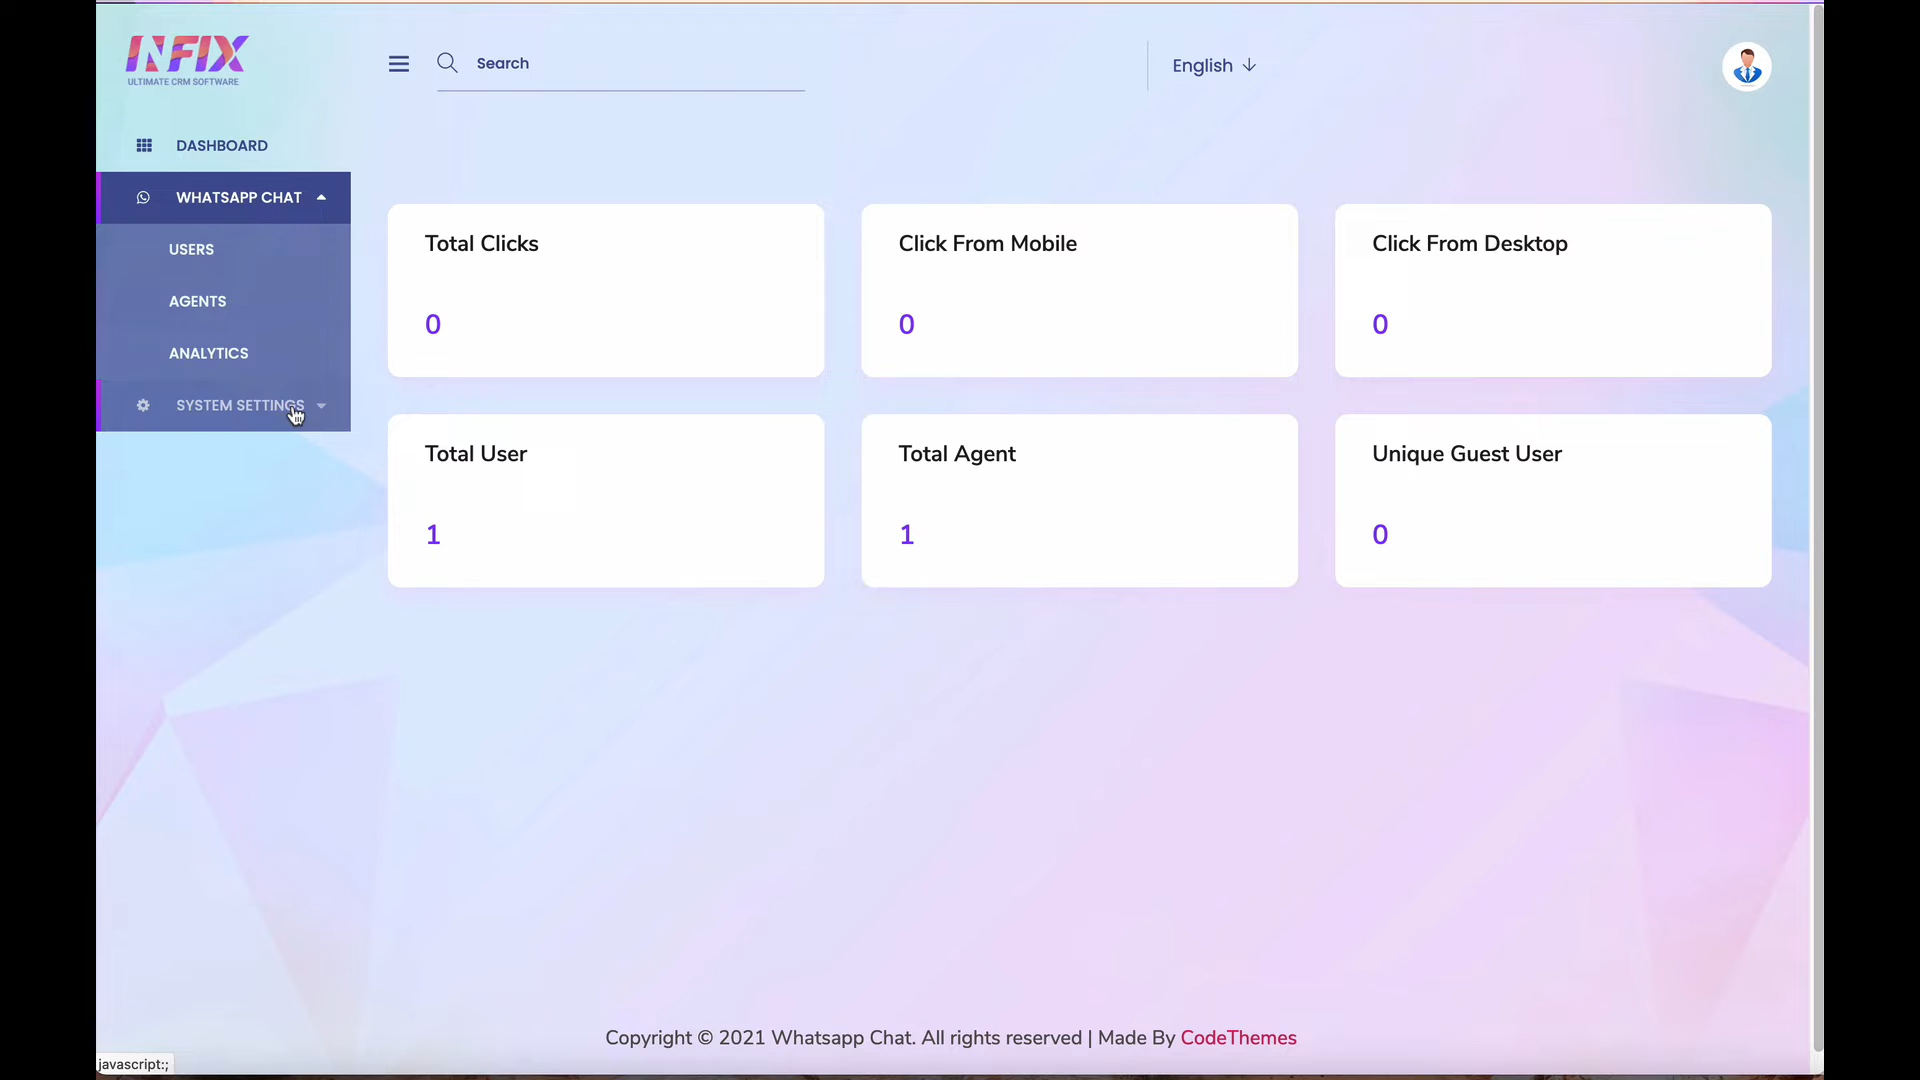 INFIX
ULTIMATE CRM SOFTWARE
Search
English
DASHBOARD
WHATSAPP CHAT
USERS
AGENTS
ANALYTICS
SYSTEM SETTINGS
Total Clicks
0
Click From Mobile
0
Click From Desktop
0
Total User
1
Total Agent
1
Unique Guest User
0
Copyright © 2021 Whatsapp Chat. All rights reserved | Made By CodeThemes
javascript:;